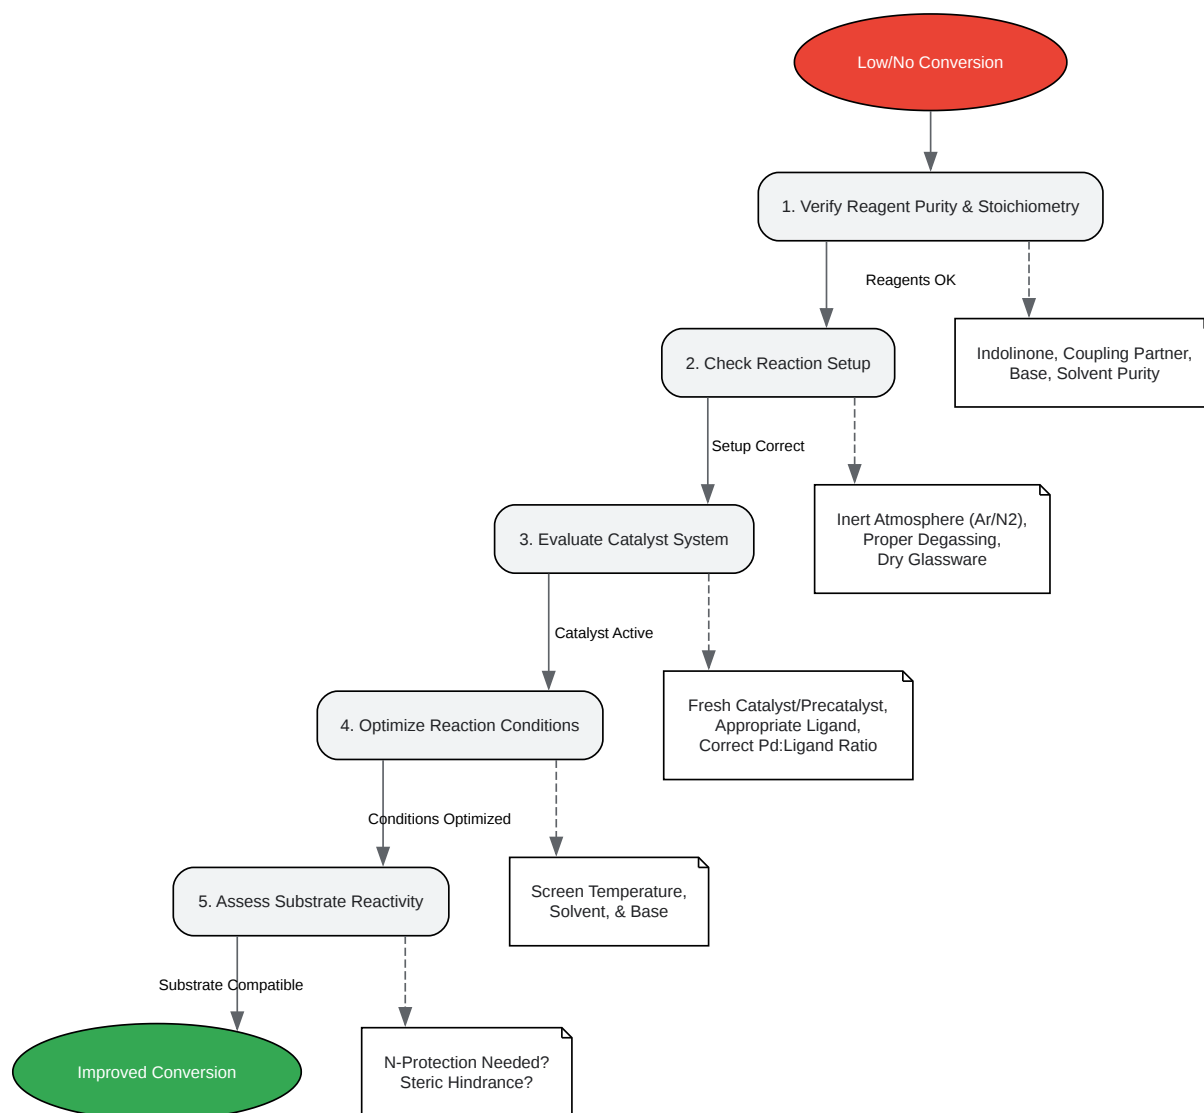 Low/No Conversion
1. Verify Reagent Purity & Stoichiometry
Reagents OK
Indolinone, Coupling Partner,
Base, Solvent Purity
2. Check Reaction Setup
Setup Correct
Inert Atmosphere (Ar/N2),
Proper Degassing,
Dry Glassware
3. Evaluate Catalyst System
Catalyst Active
Fresh Catalyst/Precatalyst,
Appropriate Ligand,
Correct Pd:Ligand Ratio
4. Optimize Reaction Conditions
Conditions Optimized
Screen Temperature,
Solvent, & Base
5. Assess Substrate Reactivity
Substrate Compatible
N-Protection Needed?
Steric Hindrance?
Improved Conversion